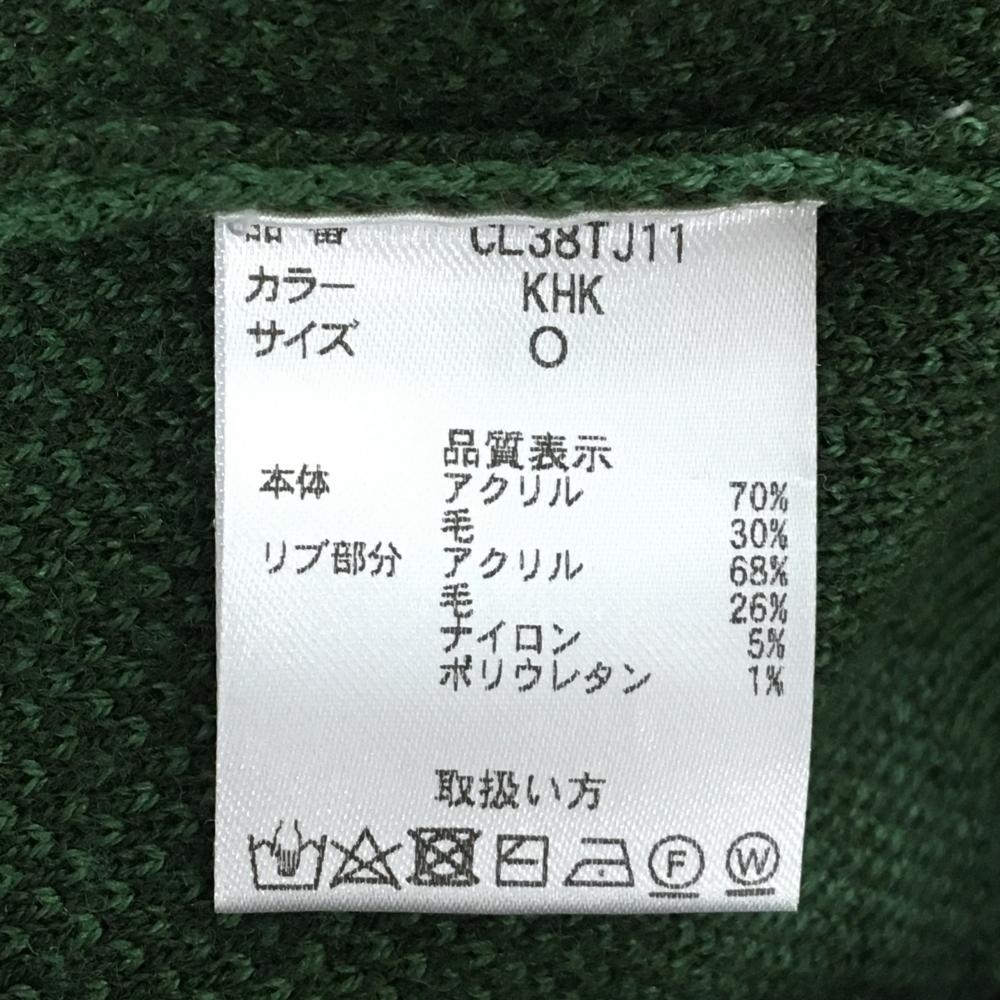 品番 CL38TJ11
カラー KHK
サイズ O
品質表示
本体 アクリル 70%
毛 30%
リブ部分 アクリル 68%
毛 26%
ナイロン 5%
ポリウレタン 1%
取扱い方
F W